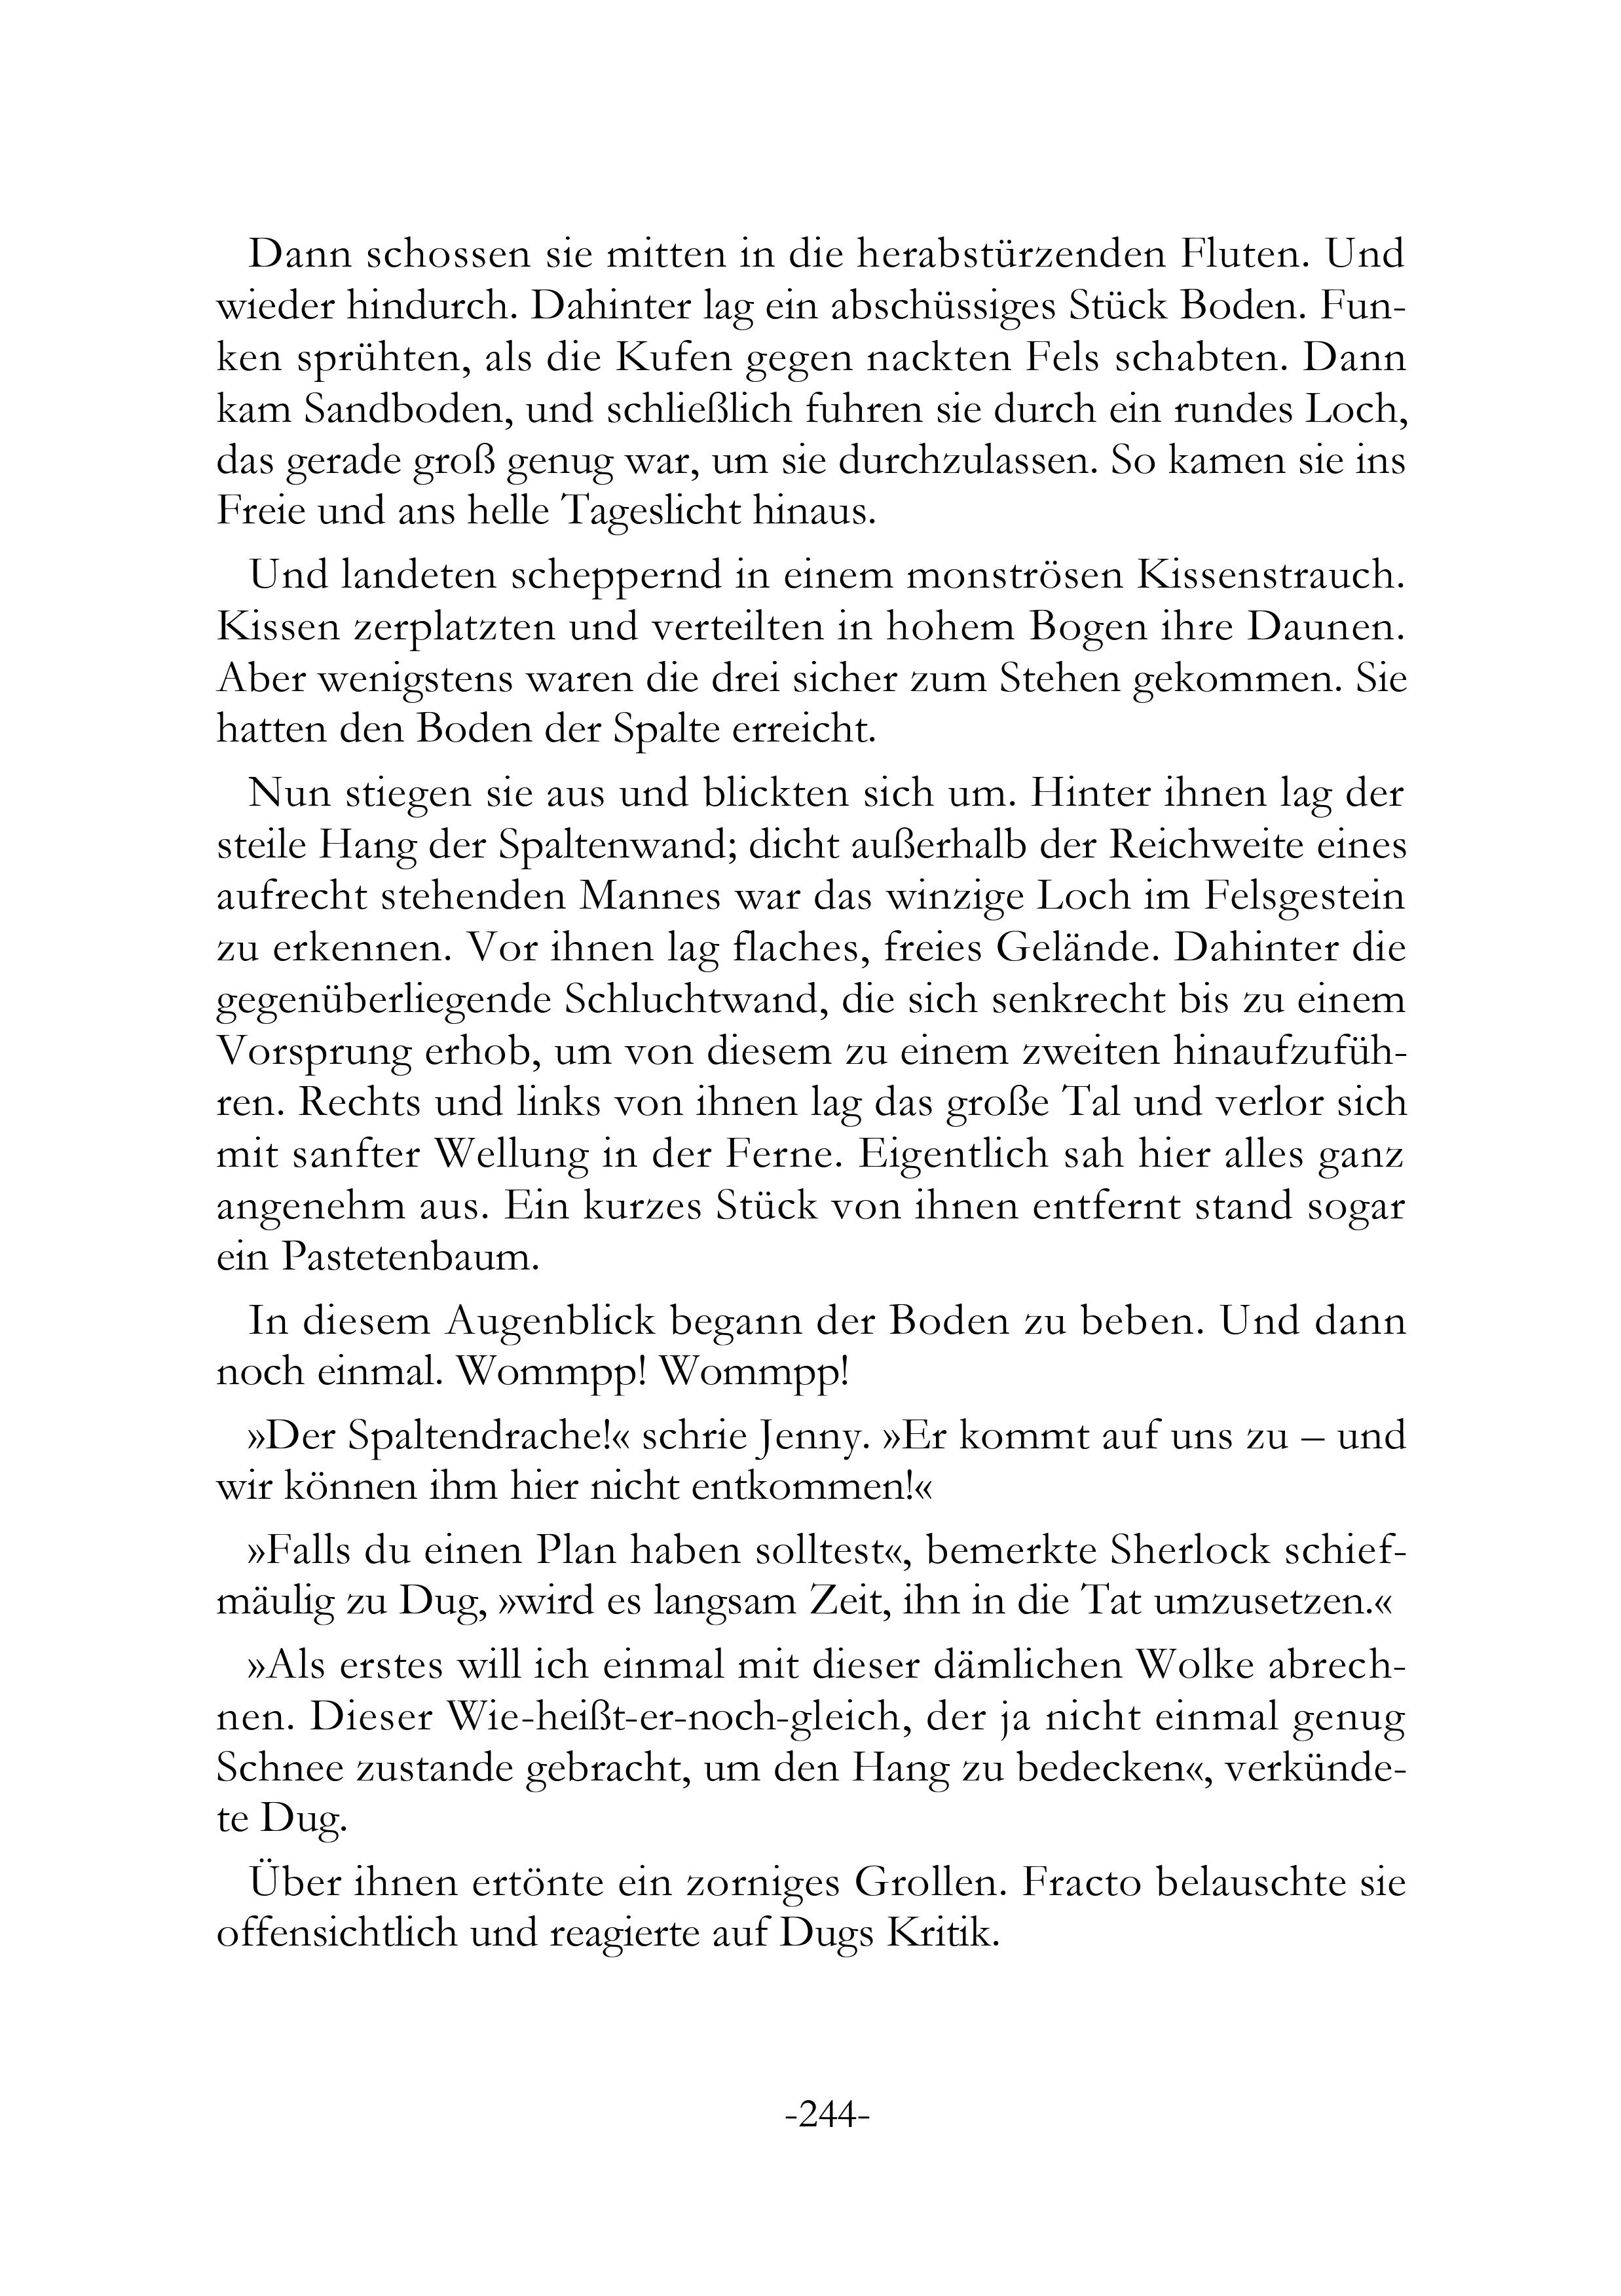 Dann schossen sie mitten in die herabstürzenden Fluten. Und
wieder hindurch. Dahinter lag ein abschüssiges Stück Boden. Fun-
ken sprühten, als die Kufen gegen nackten Fels schabten. Dann
kam Sandboden, und schließlich fuhren sie durch ein rundes Loch,
das gerade groß genug war, um sie durchzulassen. So kamen sie ins
Freie und ans helle Tageslicht hinaus.
Und landeten scheppernd in einem monströsen Kissenstrauch.
Kissen zerplatzten und verteilten in hohem Bogen ihre Daunen.
Aber wenigstens waren die drei sicher zum Stehen gekommen. Sie
hatten den Boden der Spalte erreicht.
Nun stiegen sie aus und blickten sich um. Hinter ihnen lag der
steile Hang der Spaltenwand; dicht außerhalb der Reichweite eines
aufrecht stehenden Mannes war das winzige Loch im Felsgestein
zu erkennen. Vor ihnen lag flaches, freies Gelände. Dahinter die
gegenüberliegende Schluchtwand, die sich senkrecht bis zu einem
Vorsprung erhob, um von diesem zu einem zweiten hinaufzufüh-
ren. Rechts und links von ihnen lag das große Tal und verlor sich
mit sanfter Wellung in der Ferne. Eigentlich sah hier alles ganz
angenehm aus. Ein kurzes Stück von ihnen entfernt stand sogar
ein Pastetenbaum.
In diesem Augenblick begann der Boden zu beben. Und dann
noch einmal. Wommpp! Wommpp!
»Der Spaltendrache!« schrie Jenny. »Er kommt auf uns zu – und
wir können ihm hier nicht entkommen!«
»Falls du einen Plan haben solltest«, bemerkte Sherlock schief-
mäulig zu Dug, »wird es langsam Zeit, ihn in die Tat umzusetzen.«
»Als erstes will ich einmal mit dieser dämlichen Wolke abrech-
nen. Dieser Wie-heißt-er-noch-gleich, der ja nicht einmal genug
Schnee zustande gebracht, um den Hang zu bedecken«, verkünde-
te Dug.
Über ihnen ertönte ein zorniges Grollen. Fracto belauschte sie
offensichtlich und reagierte auf Dugs Kritik.
-244-